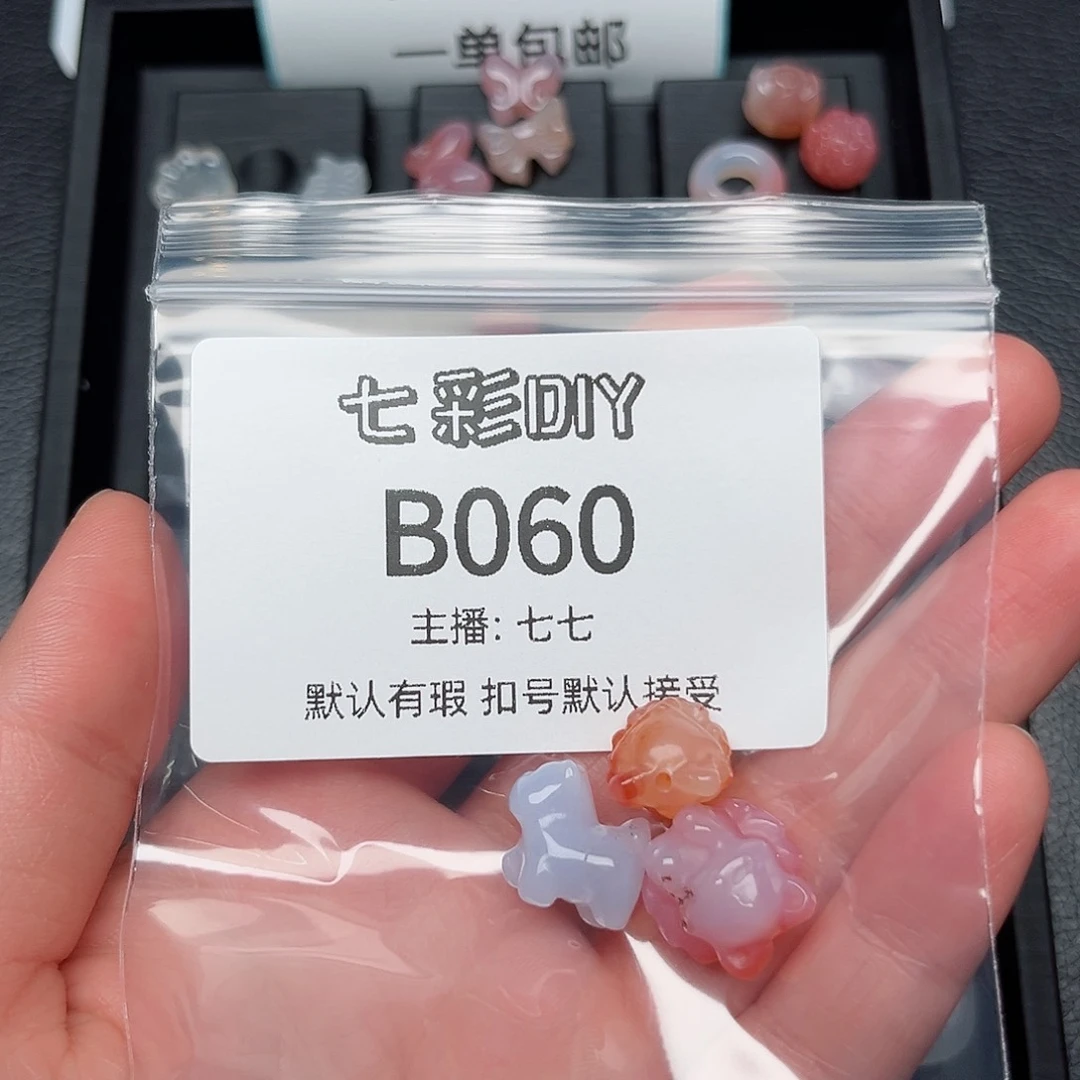 一单包邮
七彩DIY
B060
主播: 七七
默认有瑕 扣号默认接受